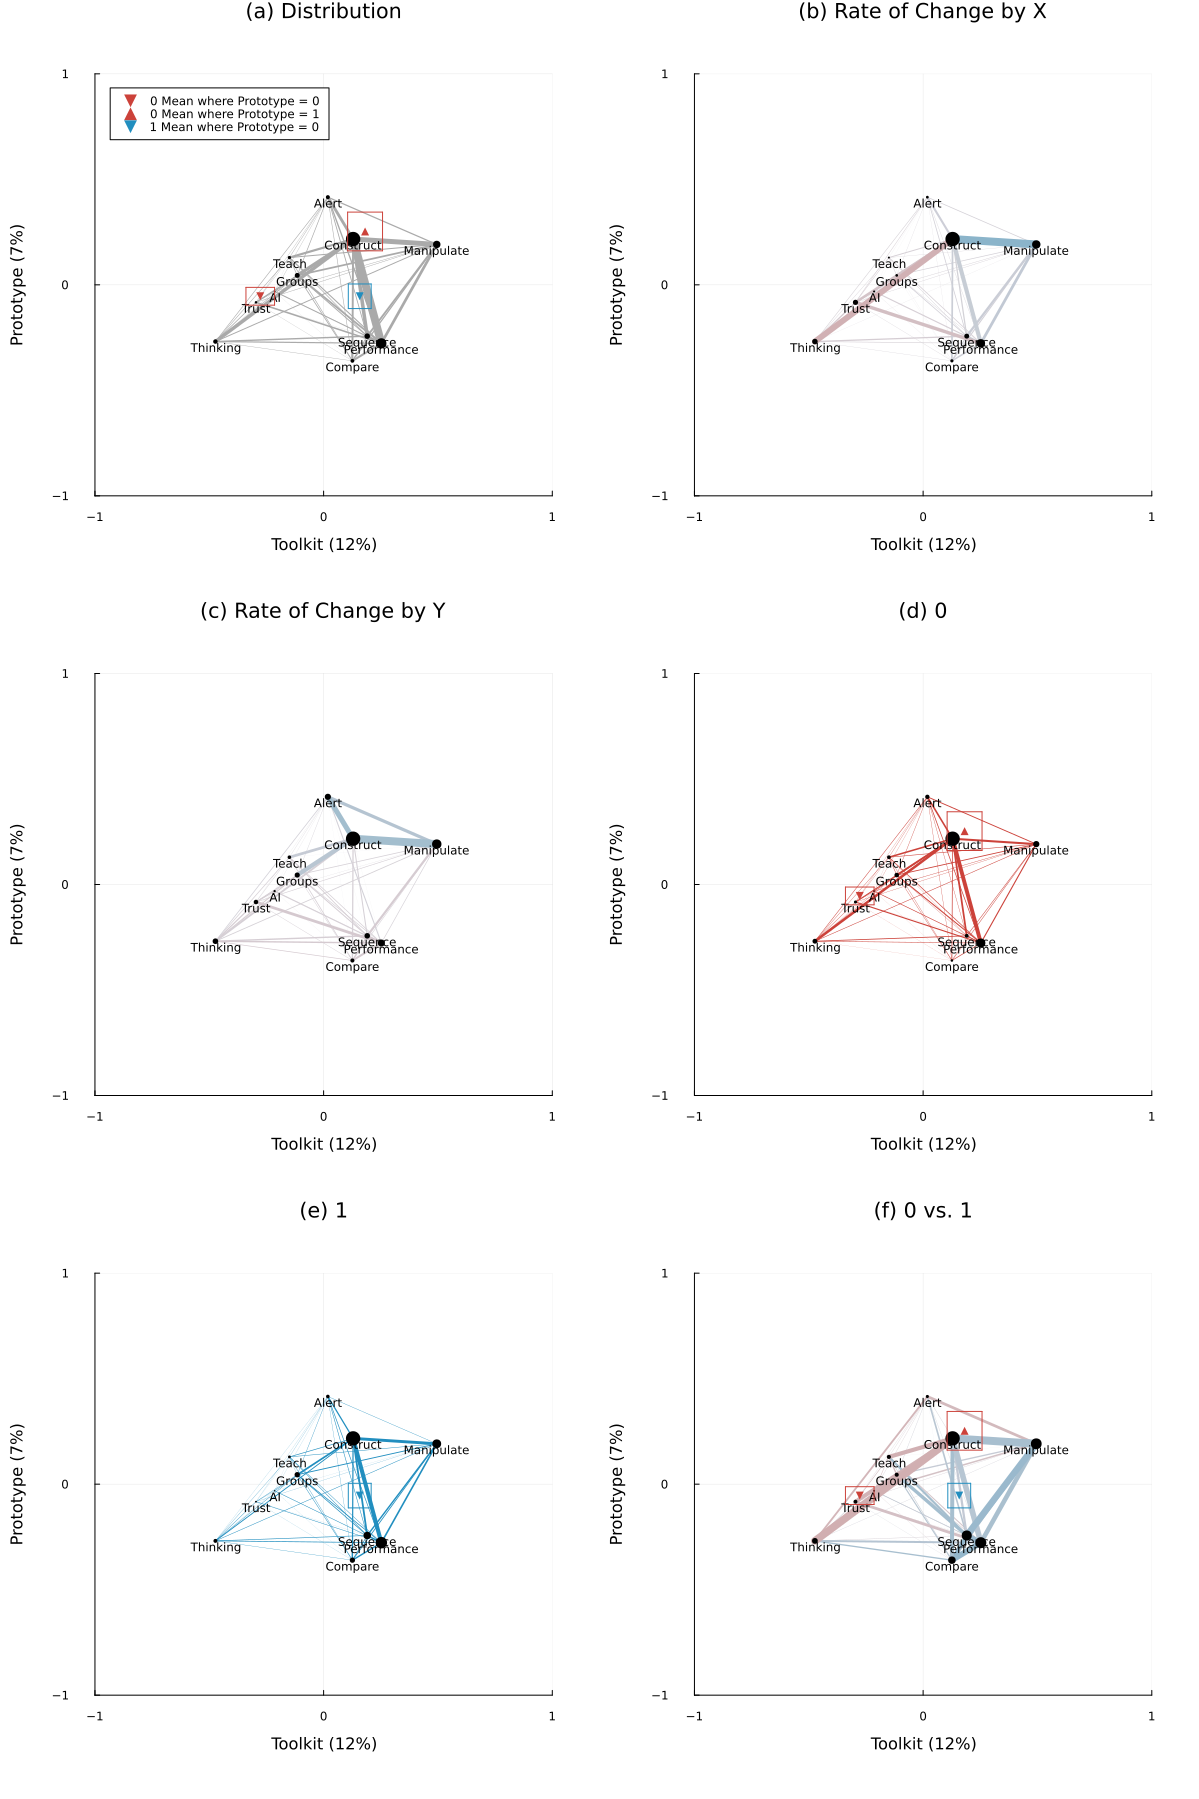 (a) Distribution
Prototype (7%)
1
0
−1
0 Mean where Prototype = 0
0 Mean where Prototype = 1
1 Mean where Prototype = 0
Alert
Construct
Manipulate
Teach
Groups
AI
Trust
Thinking
Sequence
Performance
Compare
−1
0
1
Toolkit (12%)
(b) Rate of Change by X
Prototype (7%)
1
0
−1
Alert
Construct
Manipulate
Teach
Groups
AI
Trust
Thinking
Sequence
Performance
Compare
−1
0
1
Toolkit (12%)
(c) Rate of Change by Y
Prototype (7%)
1
0
−1
Alert
Construct
Manipulate
Teach
Groups
AI
Trust
Thinking
Sequence
Performance
Compare
−1
0
1
Toolkit (12%)
(d) 0
Prototype (7%)
1
0
−1
Alert
Construct
Manipulate
Teach
Groups
AI
Trust
Thinking
Sequence
Performance
Compare
−1
0
1
Toolkit (12%)
(e) 1
Prototype (7%)
1
0
−1
Alert
Construct
Manipulate
Teach
Groups
AI
Trust
Thinking
Sequence
Performance
Compare
−1
0
1
Toolkit (12%)
(f) 0 vs. 1
Prototype (7%)
1
0
−1
Alert
Construct
Manipulate
Teach
Groups
AI
Trust
Thinking
Sequence
Performance
Compare
−1
0
1
Toolkit (12%)